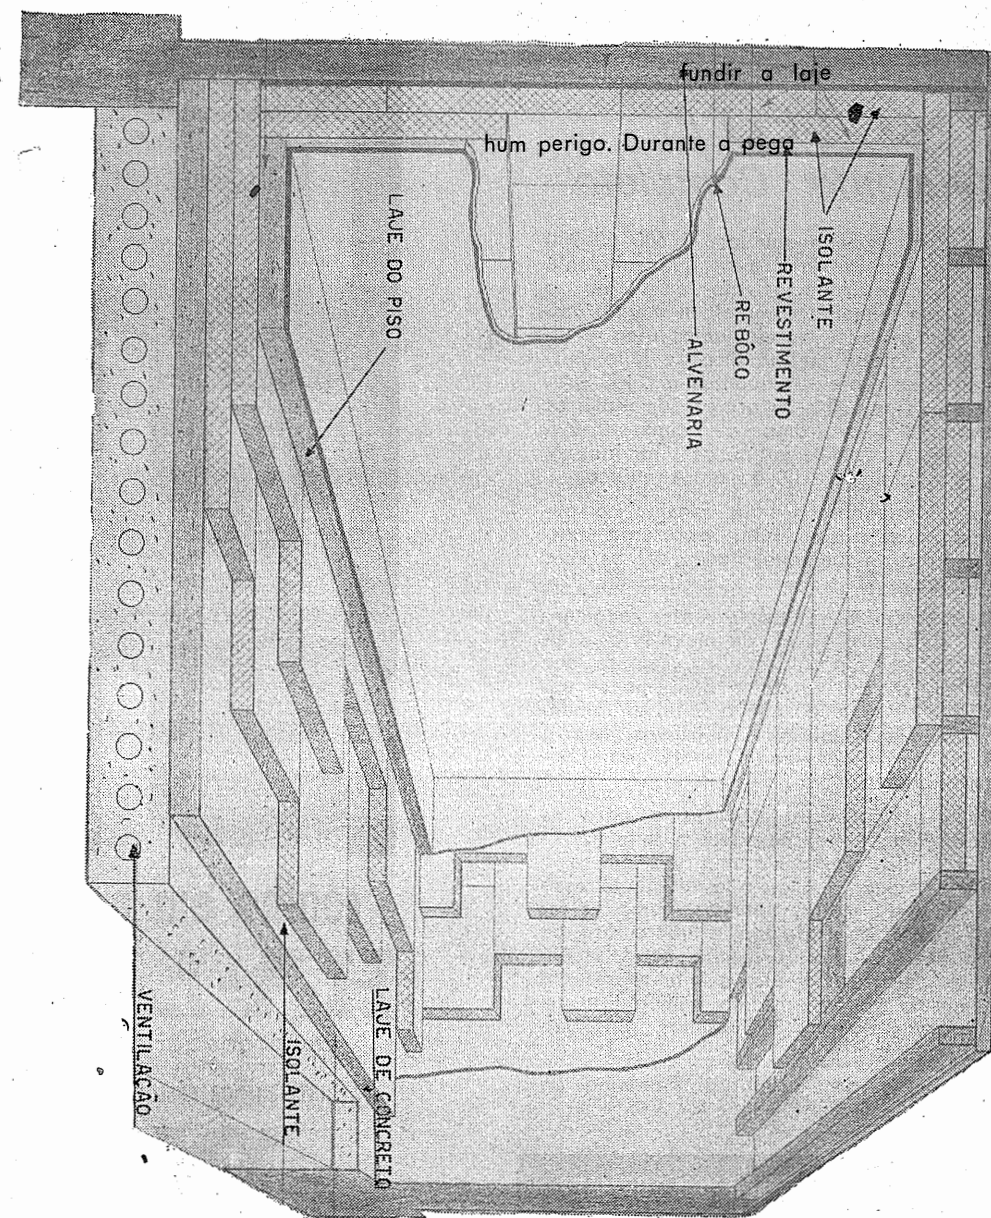 fundir a laje
hum perigo. Durante a pega
ISOLANTE
REVESTIMENTO
REBÔCO
ALVENARIA
LAJE DO PISO
LAJE DE CONCRETO
ISOLANTE
VENTILAÇÃO